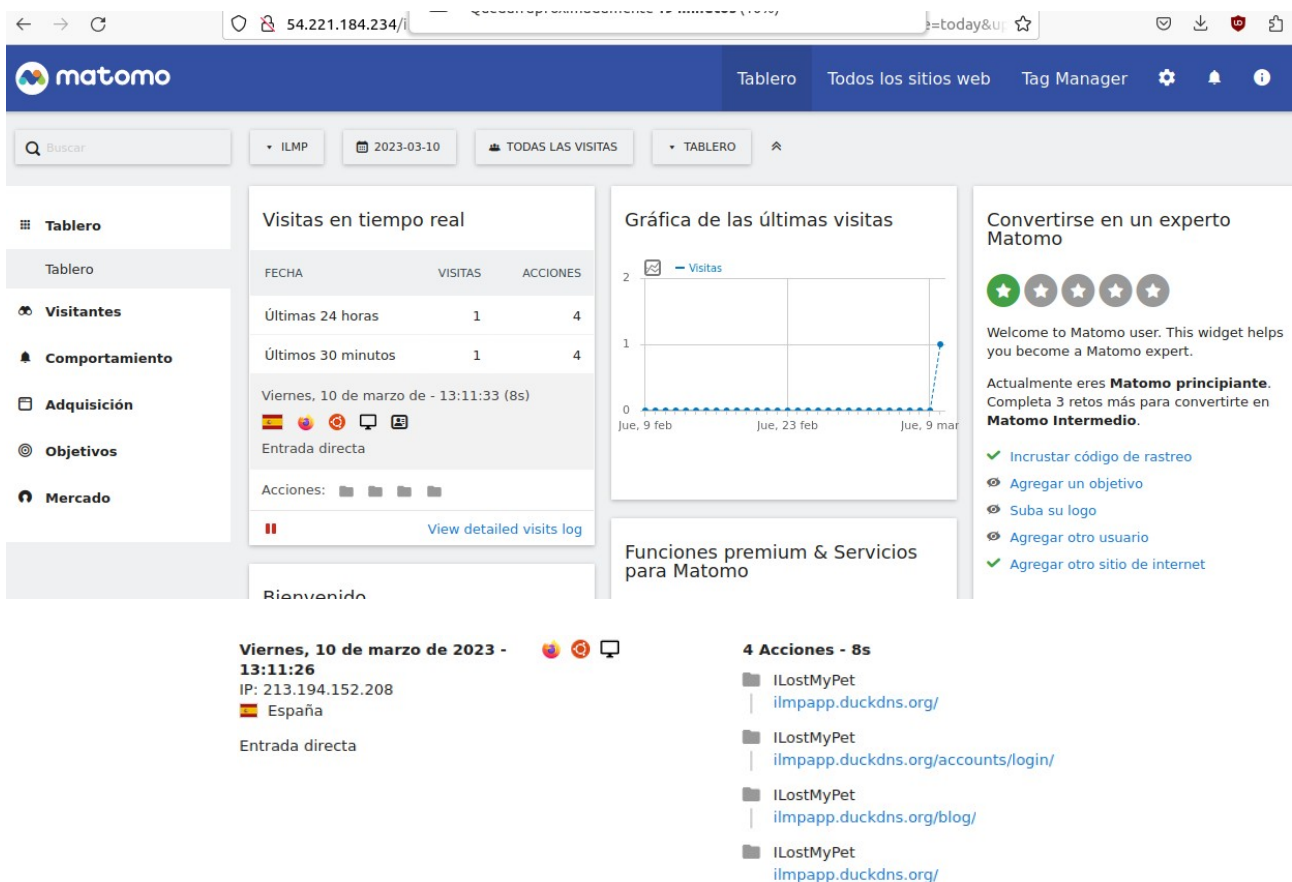 54.221.184.234/i
=today&u
matomo
Tablero Todos los sitios web Tag Manager
Buscar
ILMP 2023-03-10 TODAS LAS VISITAS TABLERO
Tablero
Tablero
Visitantes
Comportamiento
Adquisición
Objetivos
Mercado
Visitas en tiempo real
FECHA VISITAS ACCIONES
Últimas 24 horas 1 4
Últimos 30 minutos 1 4
Viernes, 10 de marzo de - 13:11:33 (8s)
Entrada directa
Acciones:
View detailed visits log
Bienvenido
Gráfica de las últimas visitas
Visitas
2
1
0
Jue, 9 feb Jue, 23 feb Jue, 9 mar
Funciones premium & Servicios
para Matomo
Convertirse en un experto
Matomo
Welcome to Matomo user. This widget helps
you become a Matomo expert.
Actualmente eres Matomo principiante.
Completa 3 retos más para convertirte en
Matomo Intermedio.
Incrustar código de rastreo
Agregar un objetivo
Suba su logo
Agregar otro usuario
Agregar otro sitio de internet
Viernes, 10 de marzo de 2023 -
13:11:26
IP: 213.194.152.208
España
Entrada directa
4 Acciones - 8s
ILostMyPet
ilmpapp.duckdns.org/
ILostMyPet
ilmpapp.duckdns.org/accounts/login/
ILostMyPet
ilmpapp.duckdns.org/blog/
ILostMyPet
ilmpapp.duckdns.org/